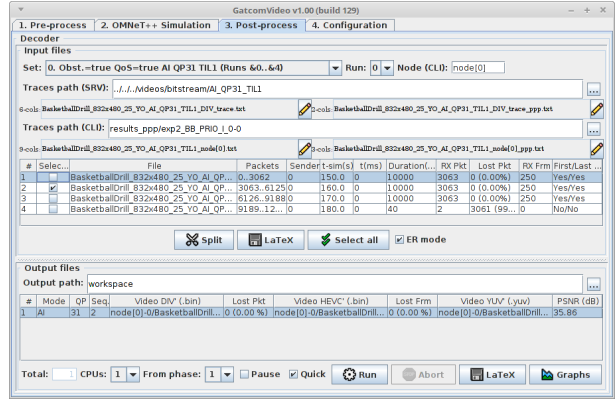 GatcomVideo v1.00 (build 129)
1. Pre-process 2. OMNeT++ Simulation 3. Post-process 4. Configuration
Decoder
Input files
Set: 0. Obst.=true QoS=true AI QP31 TIL1 (Runs &0..&4) Run: 0 Node (CLI): node[0]
Traces path (SRV): ../../../videos/bitstream/AI_QP31_TIL1 ...
6-cols: BasketballDrill_832x480_25_YO_AI_QP31_TIL1_DIV_trace.txt 2-cols: BasketballDrill_832x480_25_YO_AI_QP31_TIL1_DIV_trace_ppp.txt
Traces path (CLI): results_ppp/exp2_BB_PRIO_I_0-0 ...
9-cols: BasketballDrill_832x480_25_YO_AI_QP31_TIL1_node[0].txt 3-cols: BasketballDrill_832x480_25_YO_AI_QP31_TIL1_node[0]_ppp.txt
# Selec... File Packets Sender t-sim(s) t(ms) Duration(... RX Pkt Lost Pkt RX Frm First/Last ...
1 BasketballDrill_832x480_25_YO_AI_QP... 0..3062 0 150.0 0 10000 3063 0 (0.00%) 250 Yes/Yes
2 BasketballDrill_832x480_25_YO_AI_QP... 3063..6125 0 160.0 0 10000 3063 0 (0.00%) 250 Yes/Yes
3 BasketballDrill_832x480_25_YO_AI_QP... 6126..9188 0 170.0 0 10000 3063 0 (0.00%) 250 Yes/Yes
4 BasketballDrill_832x480_25_YO_AI_QP... 9189..12... 0 180.0 0 40 2 3061 (99... 0 No/No
Split LaTeX Select all ER mode
Output files
Output path: workspace ...
# Mode QP Seq. Video DIV' (.bin) Lost Pkt Video HEVC' (.bin) Lost Frm Video YUV' (.yuv) PSNR (dB)
1 AI 31 2 node[0]-0/BasketballDrill... 0 (0.00 %) node[0]-0/BasketballDrill... 0 (0.00 %) node[0]-0/BasketballDrill... 35.86
Total: 1 CPUs: 1 From phase: 1 Pause Quick Run Abort LaTeX Graphs